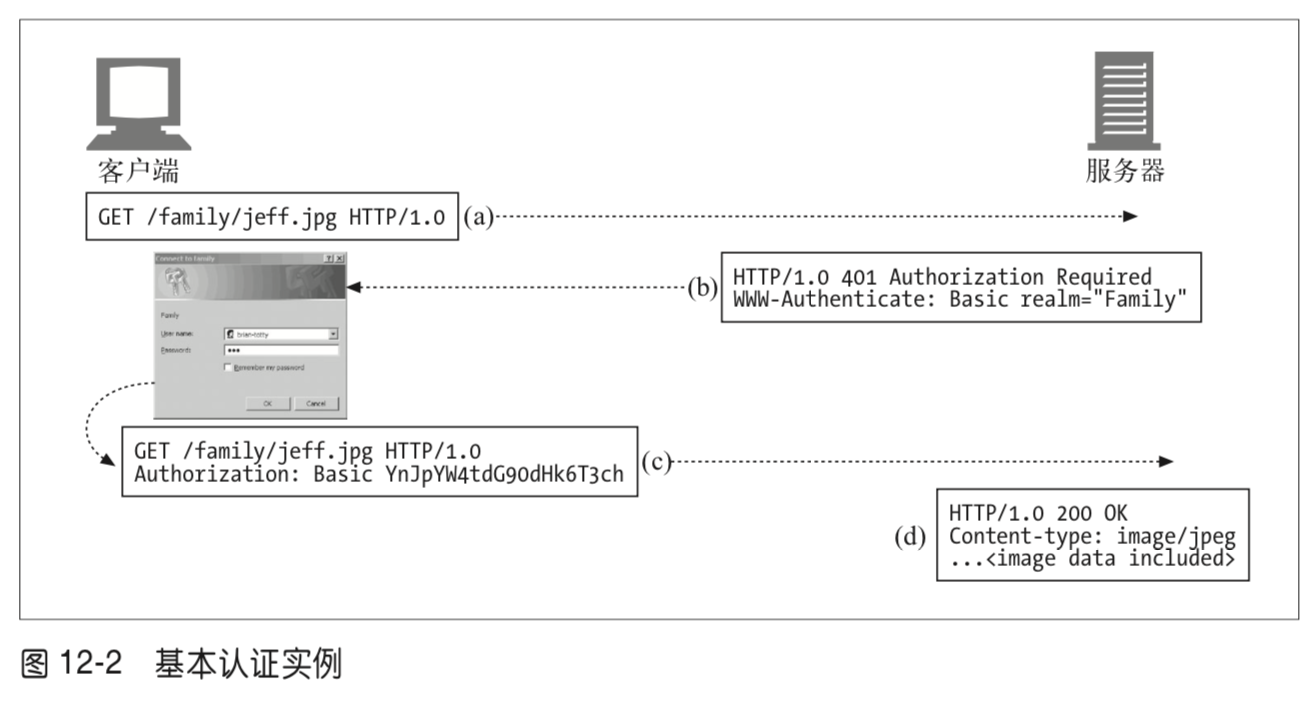 客户端
服务器
GET /family/jeff.jpg HTTP/1.0
(a)
Connect to Family
(b)
HTTP/1.0 401 Authorization Required
WWW-Authenticate: Basic realm="Family"
Family
User name:
brian-totty
Password:
•••
Remember my password
OK
Cancel
GET /family/jeff.jpg HTTP/1.0
Authorization: Basic YnJpYW4tdG90dHk6T3ch
(c)
(d)
HTTP/1.0 200 OK
Content-type: image/jpeg
...<image data included>
图 12-2 基本认证实例